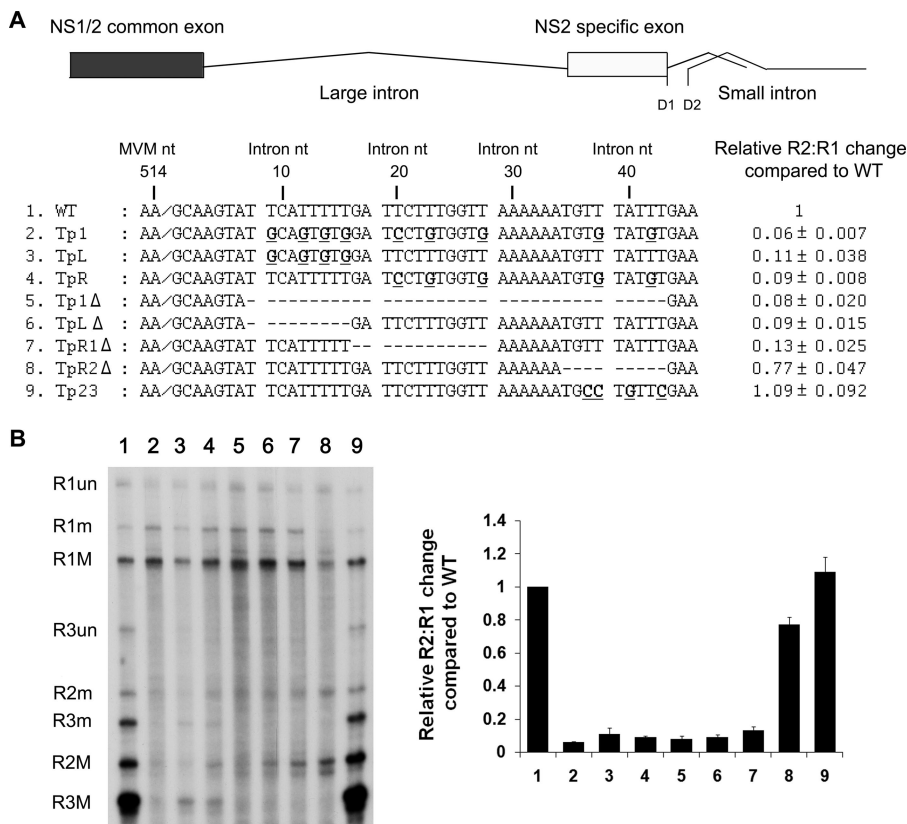 A
NS1/2 common exon
NS2 specific exon
Large intron
D1 D2
Small intron
MVM nt Intron nt Intron nt Intron nt Intron nt Relative R2:R1 change
514 10 20 30 40 compared to WT
1. WT : AA⁄GCAAGTAT TCATTTTTGA TTCTTTGGTT AAAAAATGTT TATTTGAA 1
2. Tp1 : AA⁄GCAAGTAT GCAGTGTGGA TCCTGTGGTG AAAAAATGTG TATGTGAA 0.06 ± 0.007
3. TpL : AA⁄GCAAGTAT GCAGTGTGGA TTCTTTGGTT AAAAAATGTT TATTTGAA 0.11 ± 0.038
4. TpR : AA⁄GCAAGTAT TCATTTTTGA TCCTGTGGTG AAAAAATGTG TATGTGAA 0.09 ± 0.008
5. Tp1Δ : AA⁄GCAAGTA- ---------- ---------- ---------- -----GAA 0.08 ± 0.020
6. TpLΔ : AA⁄GCAAGTA- --------GA TTCTTTGGTT AAAAAATGTT TATTTGAA 0.09 ± 0.015
7. TpR1Δ : AA⁄GCAAGTAT TCATTTTT-- ---------- AAAAAATGTT TATTTGAA 0.13 ± 0.025
8. TpR2Δ : AA⁄GCAAGTAT TCATTTTTGA TTCTTTGGTT AAAAAA---- -----GAA 0.77 ± 0.047
9. Tp23 : AA⁄GCAAGTAT TCATTTTTGA TTCTTTGGTT AAAAAATGCC TGTTCGAA 1.09 ± 0.092
B
1 2 3 4 5 6 7 8 9
R1un
R1m
R1M
R3un
R2m
R3m
R2M
R3M
Relative R2:R1 change
compared to WT
1.4
1.2
1
0.8
0.6
0.4
0.2
0
1 2 3 4 5 6 7 8 9